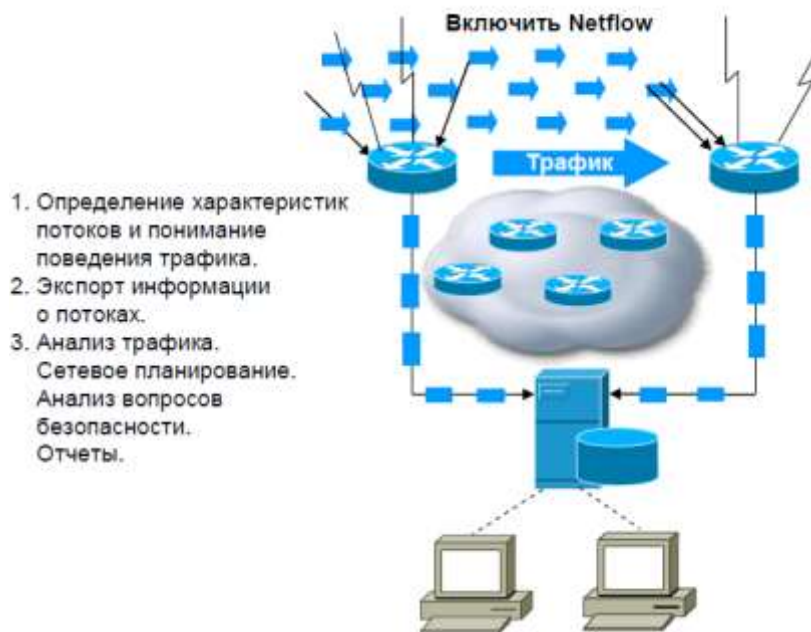 Включить Netflow
Трафик
1. Определение характеристик
потоков и понимание
поведения трафика.
2. Экспорт информации
о потоках.
3. Анализ трафика.
Сетевое планирование.
Анализ вопросов
безопасности.
Отчеты.